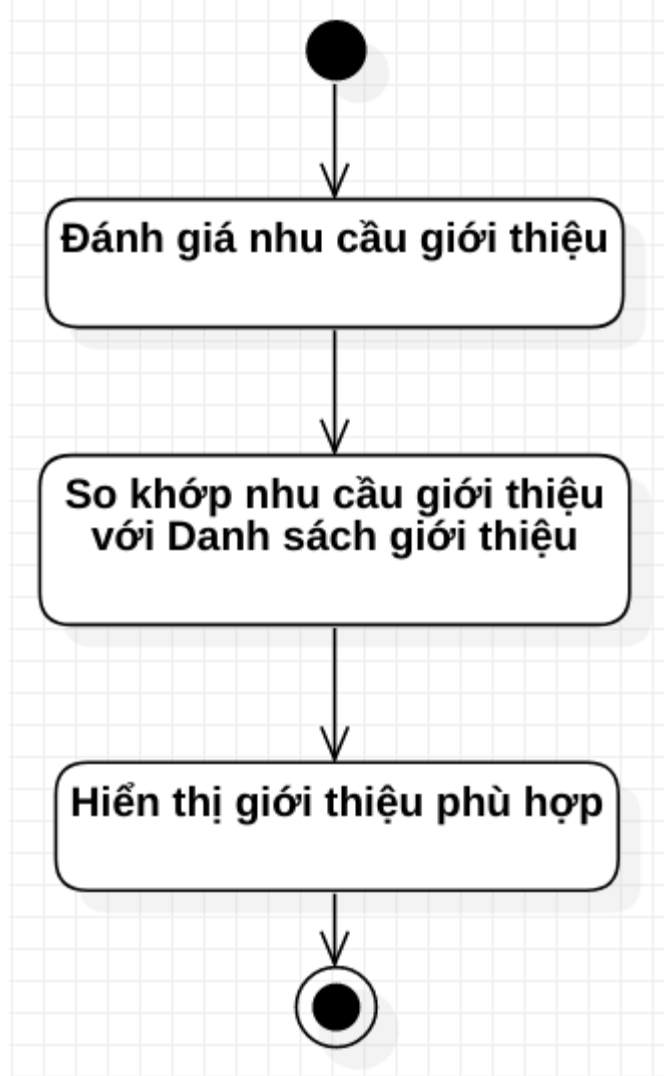 Đánh giá nhu cầu giới thiệu
So khớp nhu cầu giới thiệu
với Danh sách giới thiệu
Hiển thị giới thiệu phù hợp